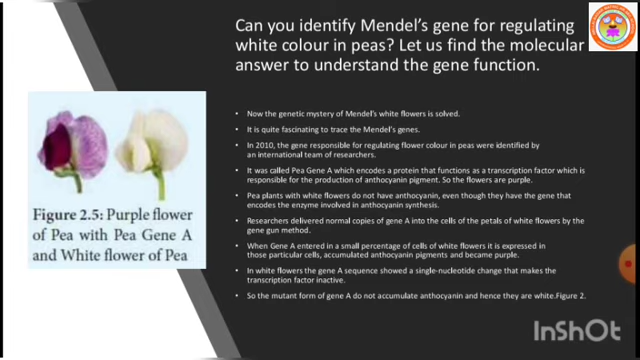 Can you identify Mendel's gene for regulating
white colour in peas? Let us find the molecular
answer to understand the gene function.
• Now the genetic mystery of Mendel's white flowers is solved.
• It is quite fascinating to trace the Mendel's genes.
• In 2010, the gene responsible for regulating flower colour in peas were identified by
an international team of researchers.
• It was called Pea Gene A which encodes a protein that functions as a transcription factor which is
responsible for the production of anthocyanin pigment. So the flowers are purple.
• Pea plants with white flowers do not have anthocyanin, even though they have the gene that
encodes the enzyme involved in anthocyanin synthesis.
• Researchers delivered normal copies of gene A into the cells of the petals of white flowers by the
gene gun method.
• When Gene A entered in a small percentage of cells of white flowers it is expressed in
those particular cells, accumulated anthocyanin pigments and became purple.
• In white flowers the gene A sequence showed a single-nucleotide change that makes the
transcription factor inactive.
• So the mutant form of gene A do not accumulate anthocyanin and hence they are white.Figure 2.
Figure 2.5: Purple flower
of Pea with Pea Gene A
and White flower of Pea
InShOt